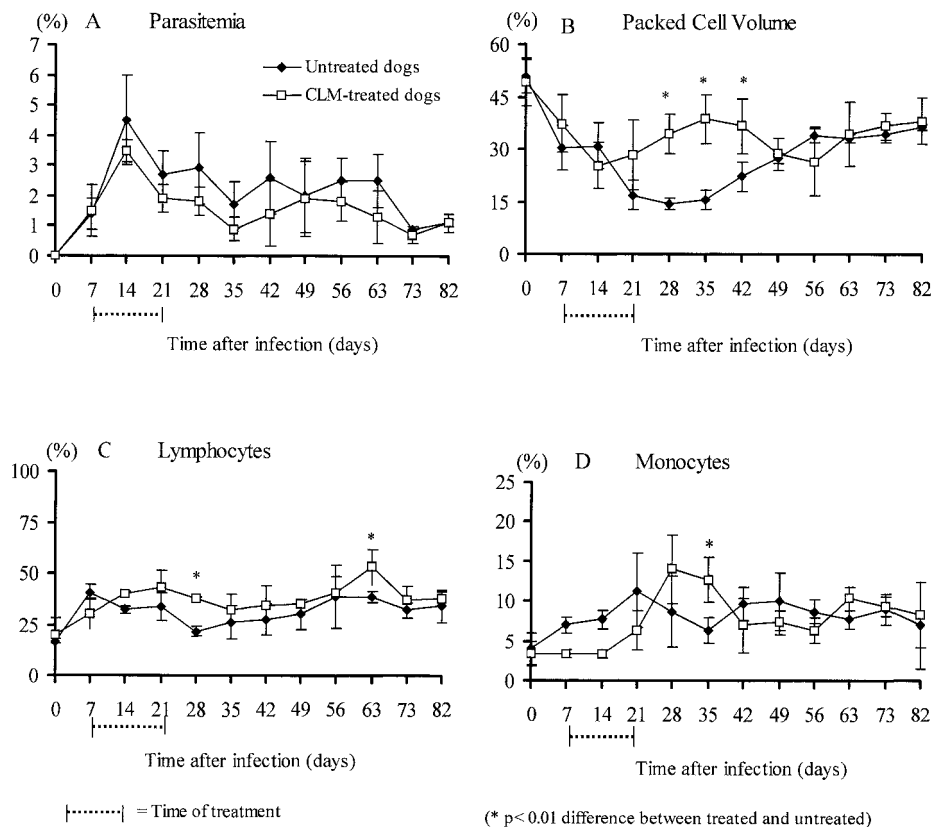 (%) A Parasitemia
7
6
5
4
3
2
1
0
Untreated dogs
CLM-treated dogs
0 7 14 21 28 35 42 49 56 63 73 82
Time after infection (days)
(%) B Packed Cell Volume
60
45
30
15
0
* * *
0 7 14 21 28 35 42 49 56 63 73 82
Time after infection (days)
(%) C Lymphocytes
100
75
50
25
0
* *
0 7 14 21 28 35 42 49 56 63 73 82
Time after infection (days)
(%) D Monocytes
25
20
15
10
5
0
*
0 7 14 21 28 35 42 49 56 63 73 82
Time after infection (days)
= Time of treatment
(* p< 0.01 difference between treated and untreated)